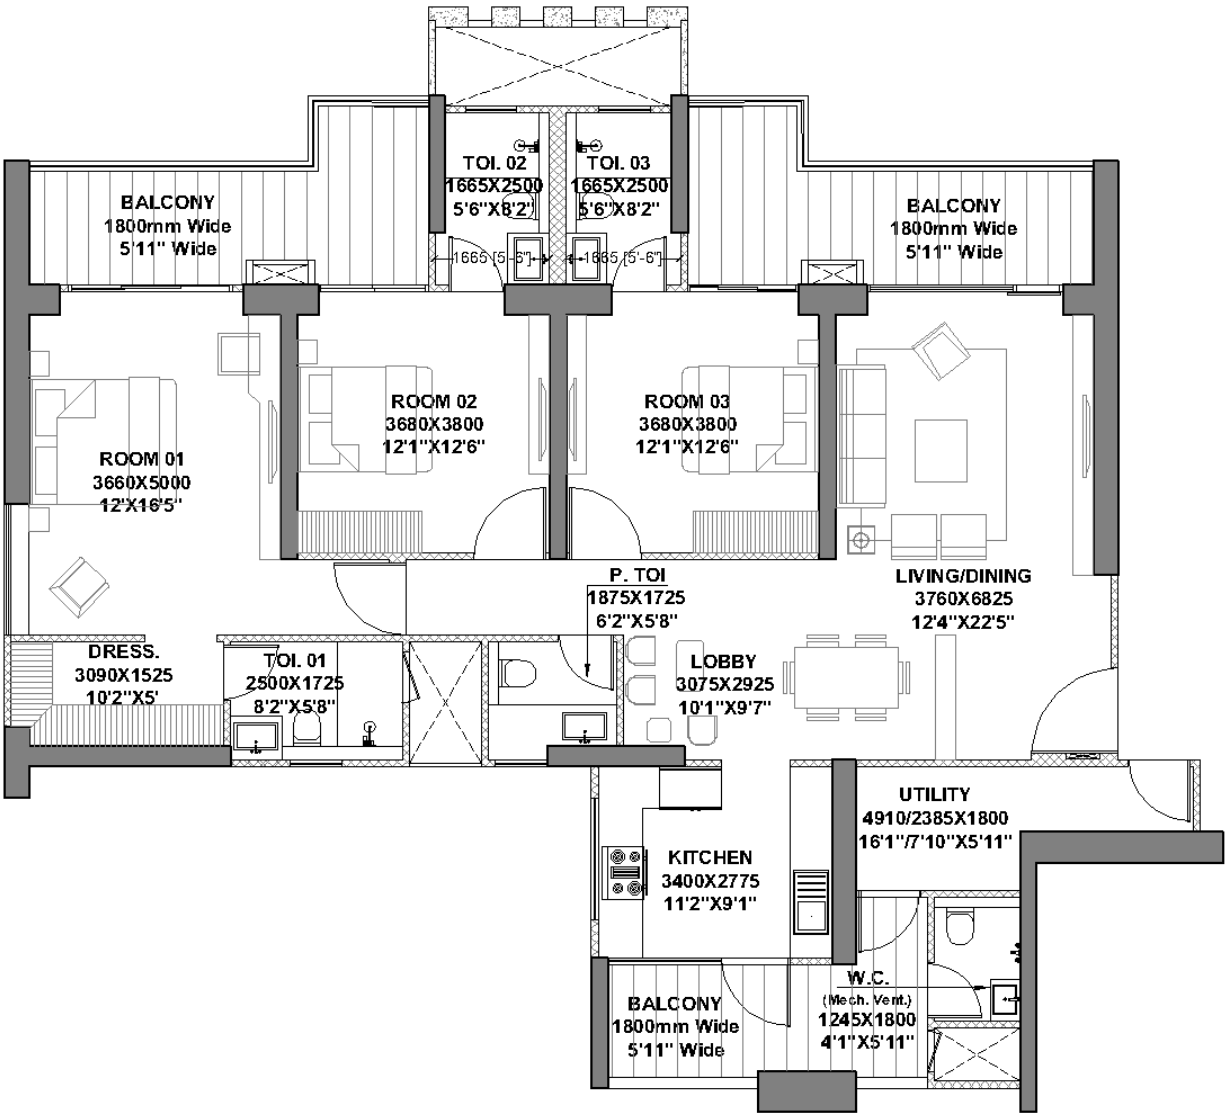 TOI. 02
1665X2500
5'6"X8'2"
TOI. 03
1665X2500
5'6"X8'2"
BALCONY
1800mm Wide
5'11" Wide
BALCONY
1800mm Wide
5'11" Wide
1665 [5'-6"]
1665 [5'-6"]
ROOM 01
3660X5000
12'X16'5"
ROOM 02
3680X3800
12'1"X12'6"
ROOM 03
3680X3800
12'1"X12'6"
LIVING/DINING
3760X6825
12'4"X22'5"
P. TOI
1875X1725
6'2"X5'8"
DRESS.
3090X1525
10'2"X5'
TOI. 01
2500X1725
8'2"X5'8"
LOBBY
3075X2925
10'1"X9'7"
UTILITY
4910/2385X1800
16'1"/7'10"X5'11"
KITCHEN
3400X2775
11'2"X9'1"
BALCONY
1800mm Wide
5'11" Wide
W.C.
(Mech. Vent.)
1245X1800
4'1"X5'11"